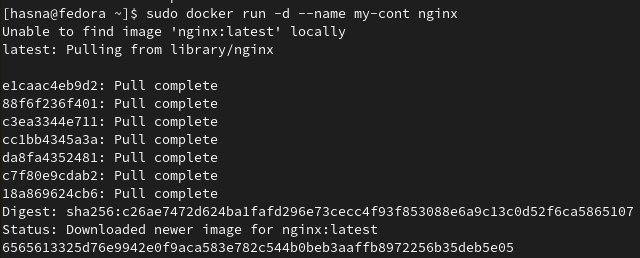 [hasna@fedora ~]$ sudo docker run -d --name my-cont nginx
Unable to find image 'nginx:latest' locally
latest: Pulling from library/nginx
e1caac4eb9d2: Pull complete
88f6f236f401: Pull complete
c3ea3344e711: Pull complete
cc1bb4345a3a: Pull complete
da8fa4352481: Pull complete
c7f80e9cdab2: Pull complete
18a869624cb6: Pull complete
Digest: sha256:c26ae7472d624ba1fafd296e73cecc4f93f853088e6a9c13c0d52f6ca5865107
Status: Downloaded newer image for nginx:latest
6565613325d76e9942e0f9aca583e782c544b0beb3aaffb8972256b35deb5e05